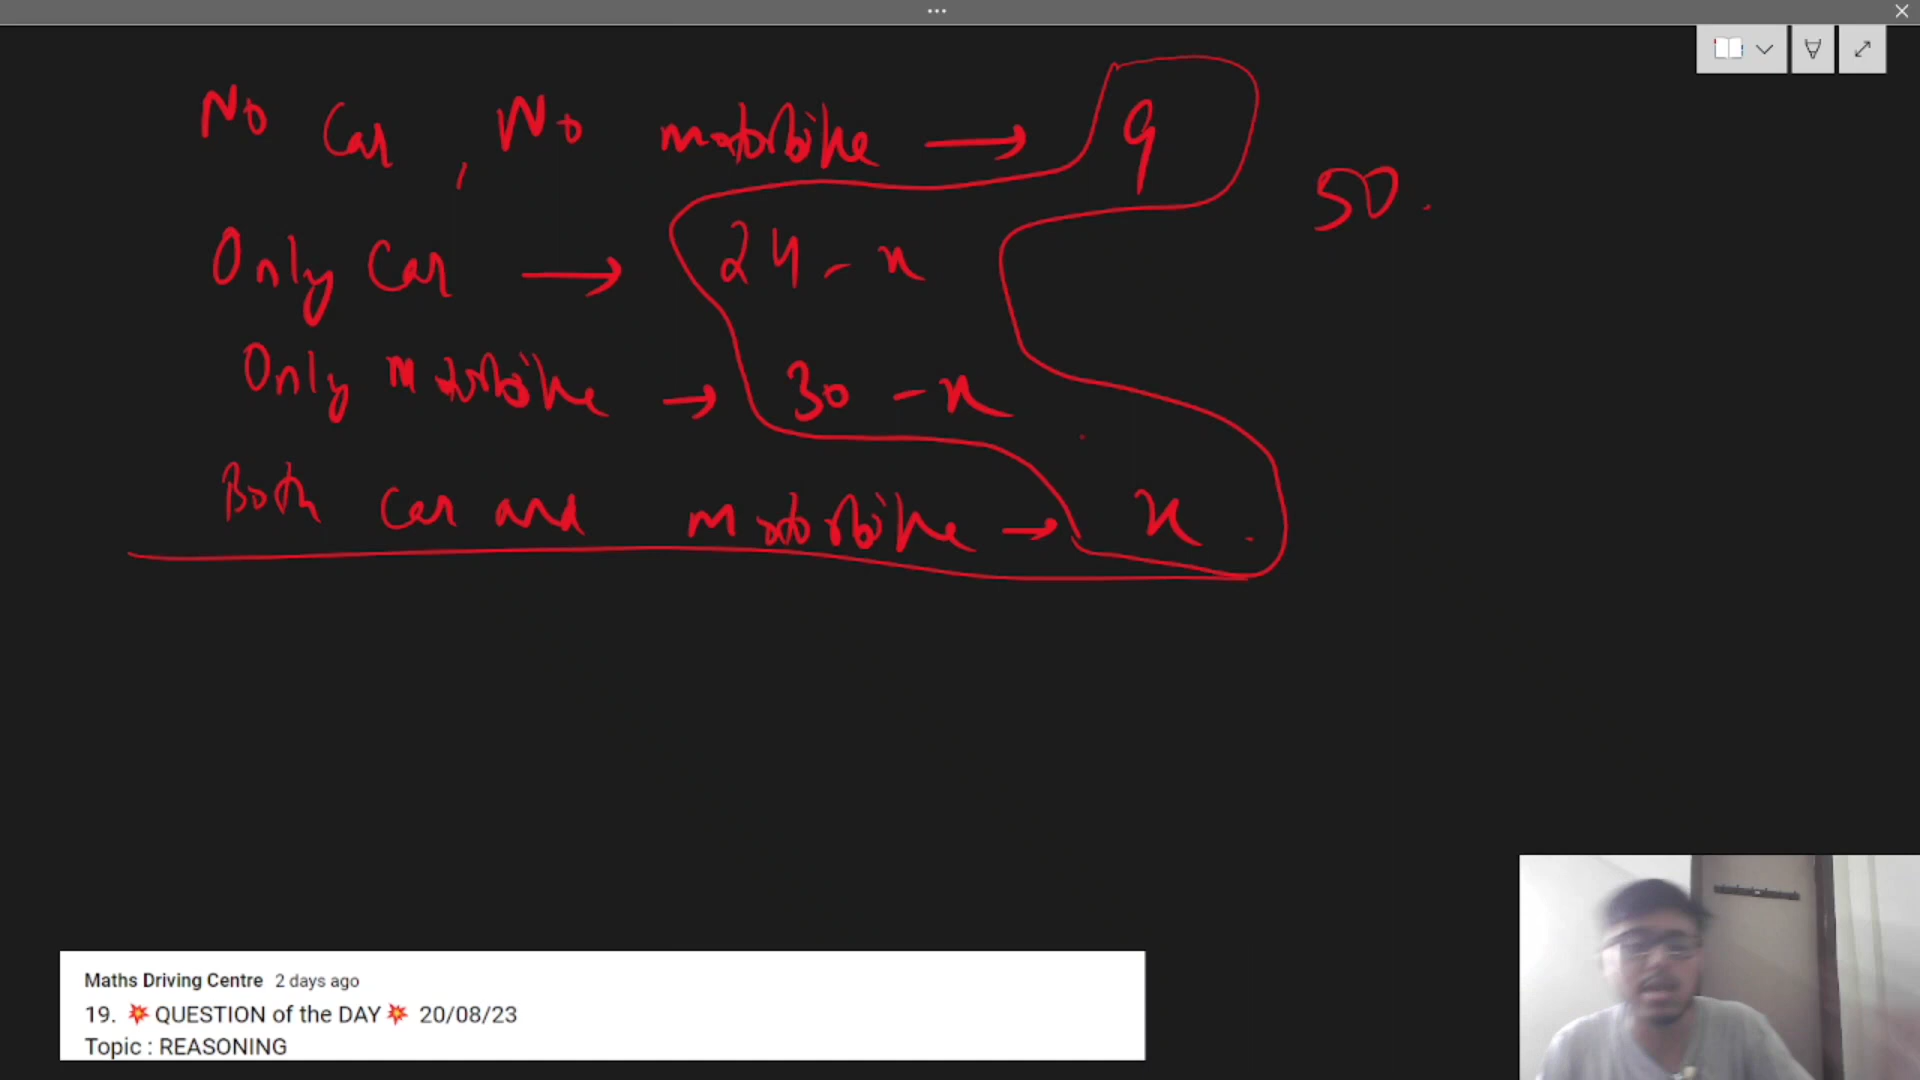 No Car, No motorbike → 9
50.
Only Car → 24 - x
Only motorbike → 30 - x
Both Car and motorbike → x.
Maths Driving Centre 2 days ago
19. 💥 QUESTION of the DAY 💥 20/08/23
Topic : REASONING